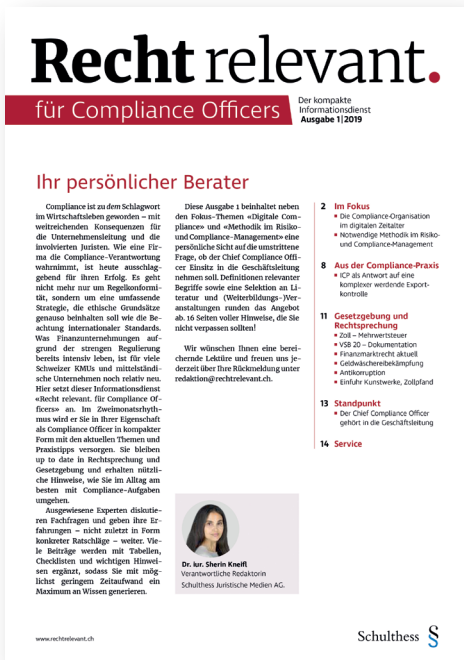 Recht relevant.
für Compliance Officers
Der kompakte
Informationsdienst
Ausgabe 1|2019
Ihr persönlicher Berater
Compliance ist zu dem Schlagwort
im Wirtschaftsleben geworden – mit
weitreichenden Konsequenzen für
die Unternehmensleitung und die
involvierten Juristen. Wie eine Fir-
ma die Compliance-Verantwortung
wahrnimmt, ist heute ausschlag-
gebend für ihren Erfolg. Es geht
nicht mehr nur um Regelkonformi-
tät, sondern um eine umfassende
Strategie, die ethische Grundsätze
genauso beinhalten soll wie die Be-
achtung internationaler Standards.
Was Finanzunternehmen auf-
grund der strengen Regulierung
bereits intensiv leben, ist für viele
Schweizer KMUs und mittelständi-
sche Unternehmen noch relativ neu.
Hier setzt dieser Informationsdienst
«Recht relevant. für Compliance Of-
ficers» an. Im Zweimonatsrhyth-
mus wird er Sie in Ihrer Eigenschaft
als Compliance Officer in kompakter
Form mit den aktuellen Themen und
Praxistipps versorgen. Sie bleiben
up to date in Rechtsprechung und
Gesetzgebung und erhalten nützli-
che Hinweise, wie Sie im Alltag am
besten mit Compliance-Aufgaben
umgehen.
Ausgewiesene Experten diskutie-
ren Fachfragen und geben ihre Er-
fahrungen – nicht zuletzt in Form
konkreter Ratschläge – weiter. Vie-
le Beiträge werden mit Tabellen,
Checklisten und wichtigen Hinwei-
sen ergänzt, sodass Sie mit mög-
lichst geringem Zeitaufwand ein
Maximum an Wissen generieren.
Diese Ausgabe 1 beinhaltet neben
den Fokus-Themen «Digitale Com-
pliance» und «Methodik im Risiko-
und Compliance-Management» eine
persönliche Sicht auf die umstrittene
Frage, ob der Chief Compliance Offi-
cer Einsitz in die Geschäftsleitung
nehmen soll. Definitionen relevanter
Begriffe sowie eine Selektion an Li-
teratur und (Weiterbildungs-)Ver-
anstaltungen runden das Angebot
ab. 16 Seiten voller Hinweise, die Sie
nicht verpassen sollten!
Wir wünschen Ihnen eine berei-
chernde Lektüre und freuen uns je-
derzeit über Ihre Rückmeldung unter
redaktion@rechtrelevant.ch.
Dr. iur. Sherin Kneifl
Verantwortliche Redaktorin
Schulthess Juristische Medien AG.
2 Im Fokus
▪ Die Compliance-Organisation
im digitalen Zeitalter
▪ Notwendige Methodik im Risiko-
und Compliance-Management
8 Aus der Compliance-Praxis
▪ ICP als Antwort auf eine
komplexer werdende Export-
kontrolle
11 Gesetzgebung und
Rechtsprechung
▪ Zoll – Mehrwertsteuer
▪ VSB 20 – Dokumentation
▪ Finanzmarktrecht aktuell
▪ Geldwäschereibekämpfung
▪ Antikorruption
▪ Einfuhr Kunstwerke, Zollpfand
13 Standpunkt
▪ Der Chief Compliance Officer
gehört in die Geschäftsleitung
14 Service
www.rechtrelevant.ch
Schulthess §